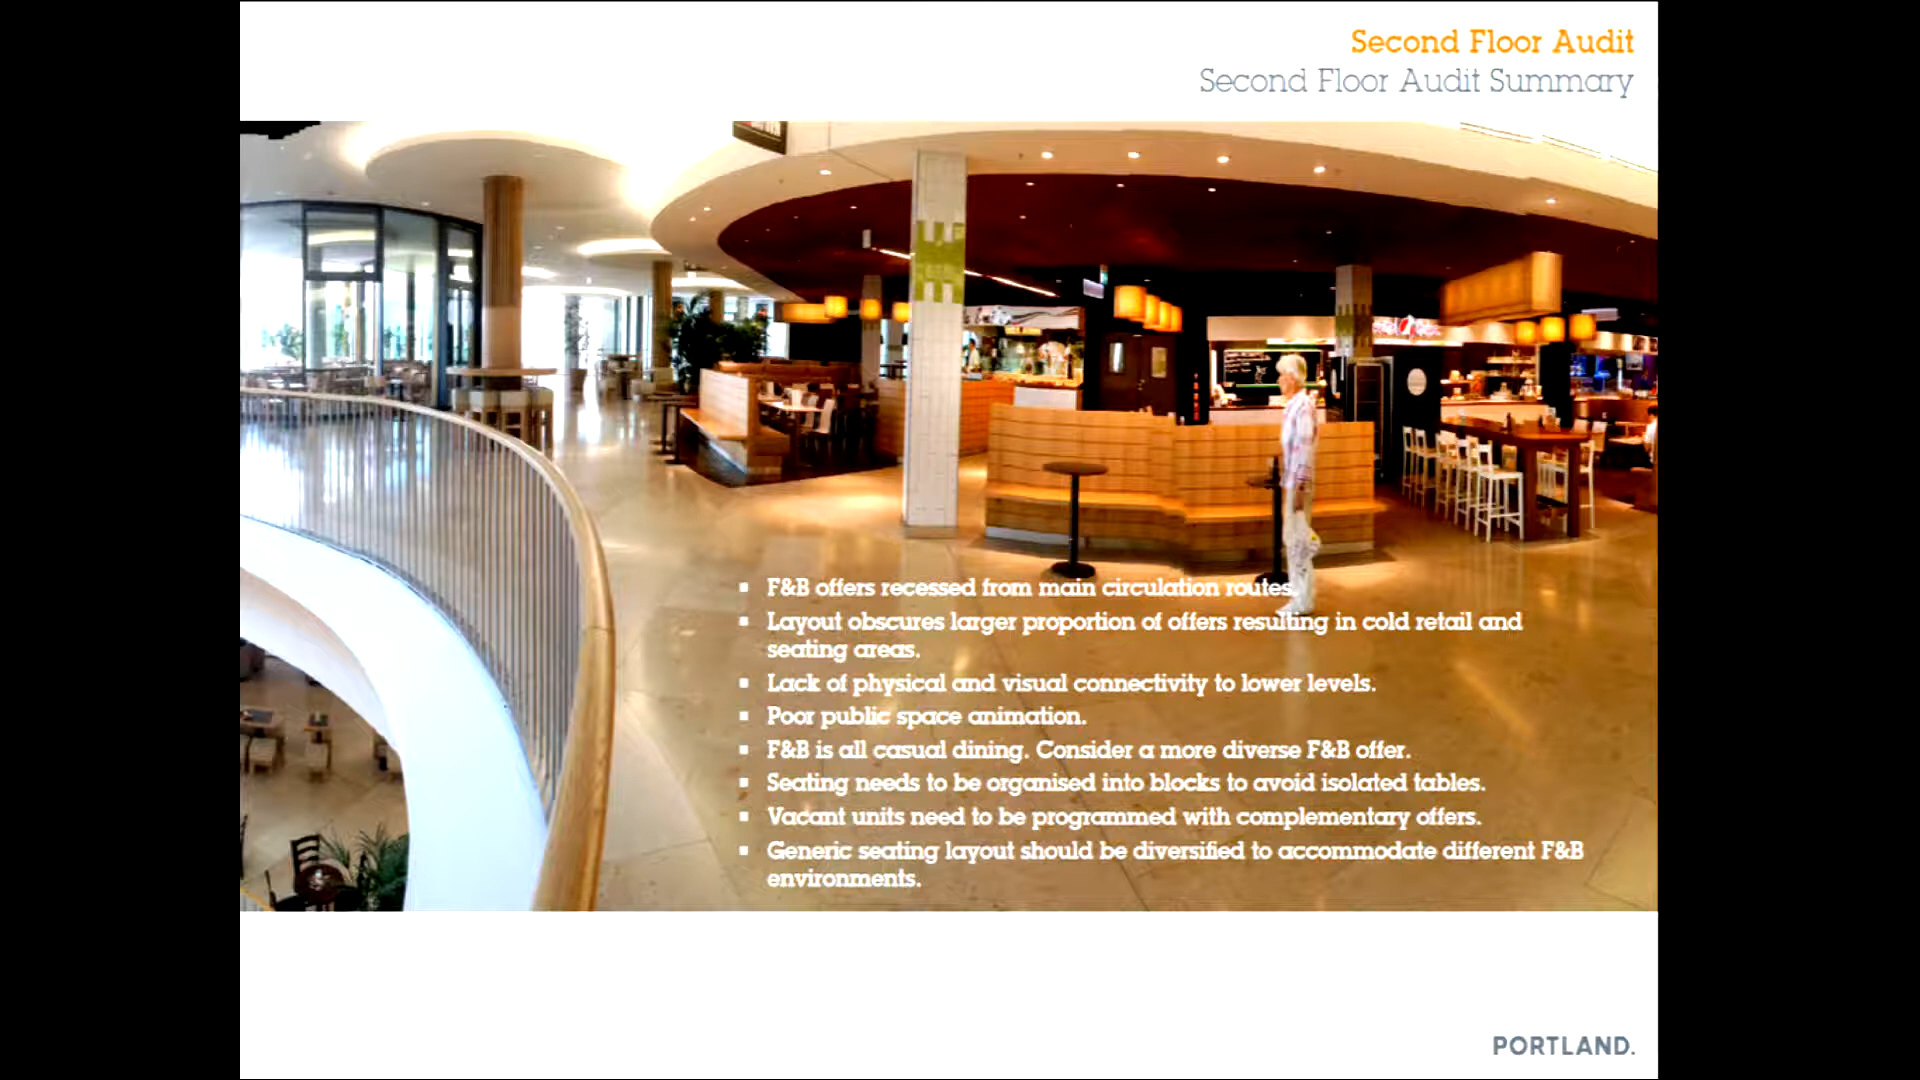 Second Floor Audit
Second Floor Audit Summary
▪ F&B offers recessed from main circulation routes.
▪ Layout obscures larger proportion of offers resulting in cold retail and
seating areas.
▪ Lack of physical and visual connectivity to lower levels.
▪ Poor public space animation.
▪ F&B is all casual dining. Consider a more diverse F&B offer.
▪ Seating needs to be organised into blocks to avoid isolated tables.
▪ Vacant units need to be programmed with complementary offers.
▪ Generic seating layout should be diversified to accommodate different F&B
environments.
PORTLAND.